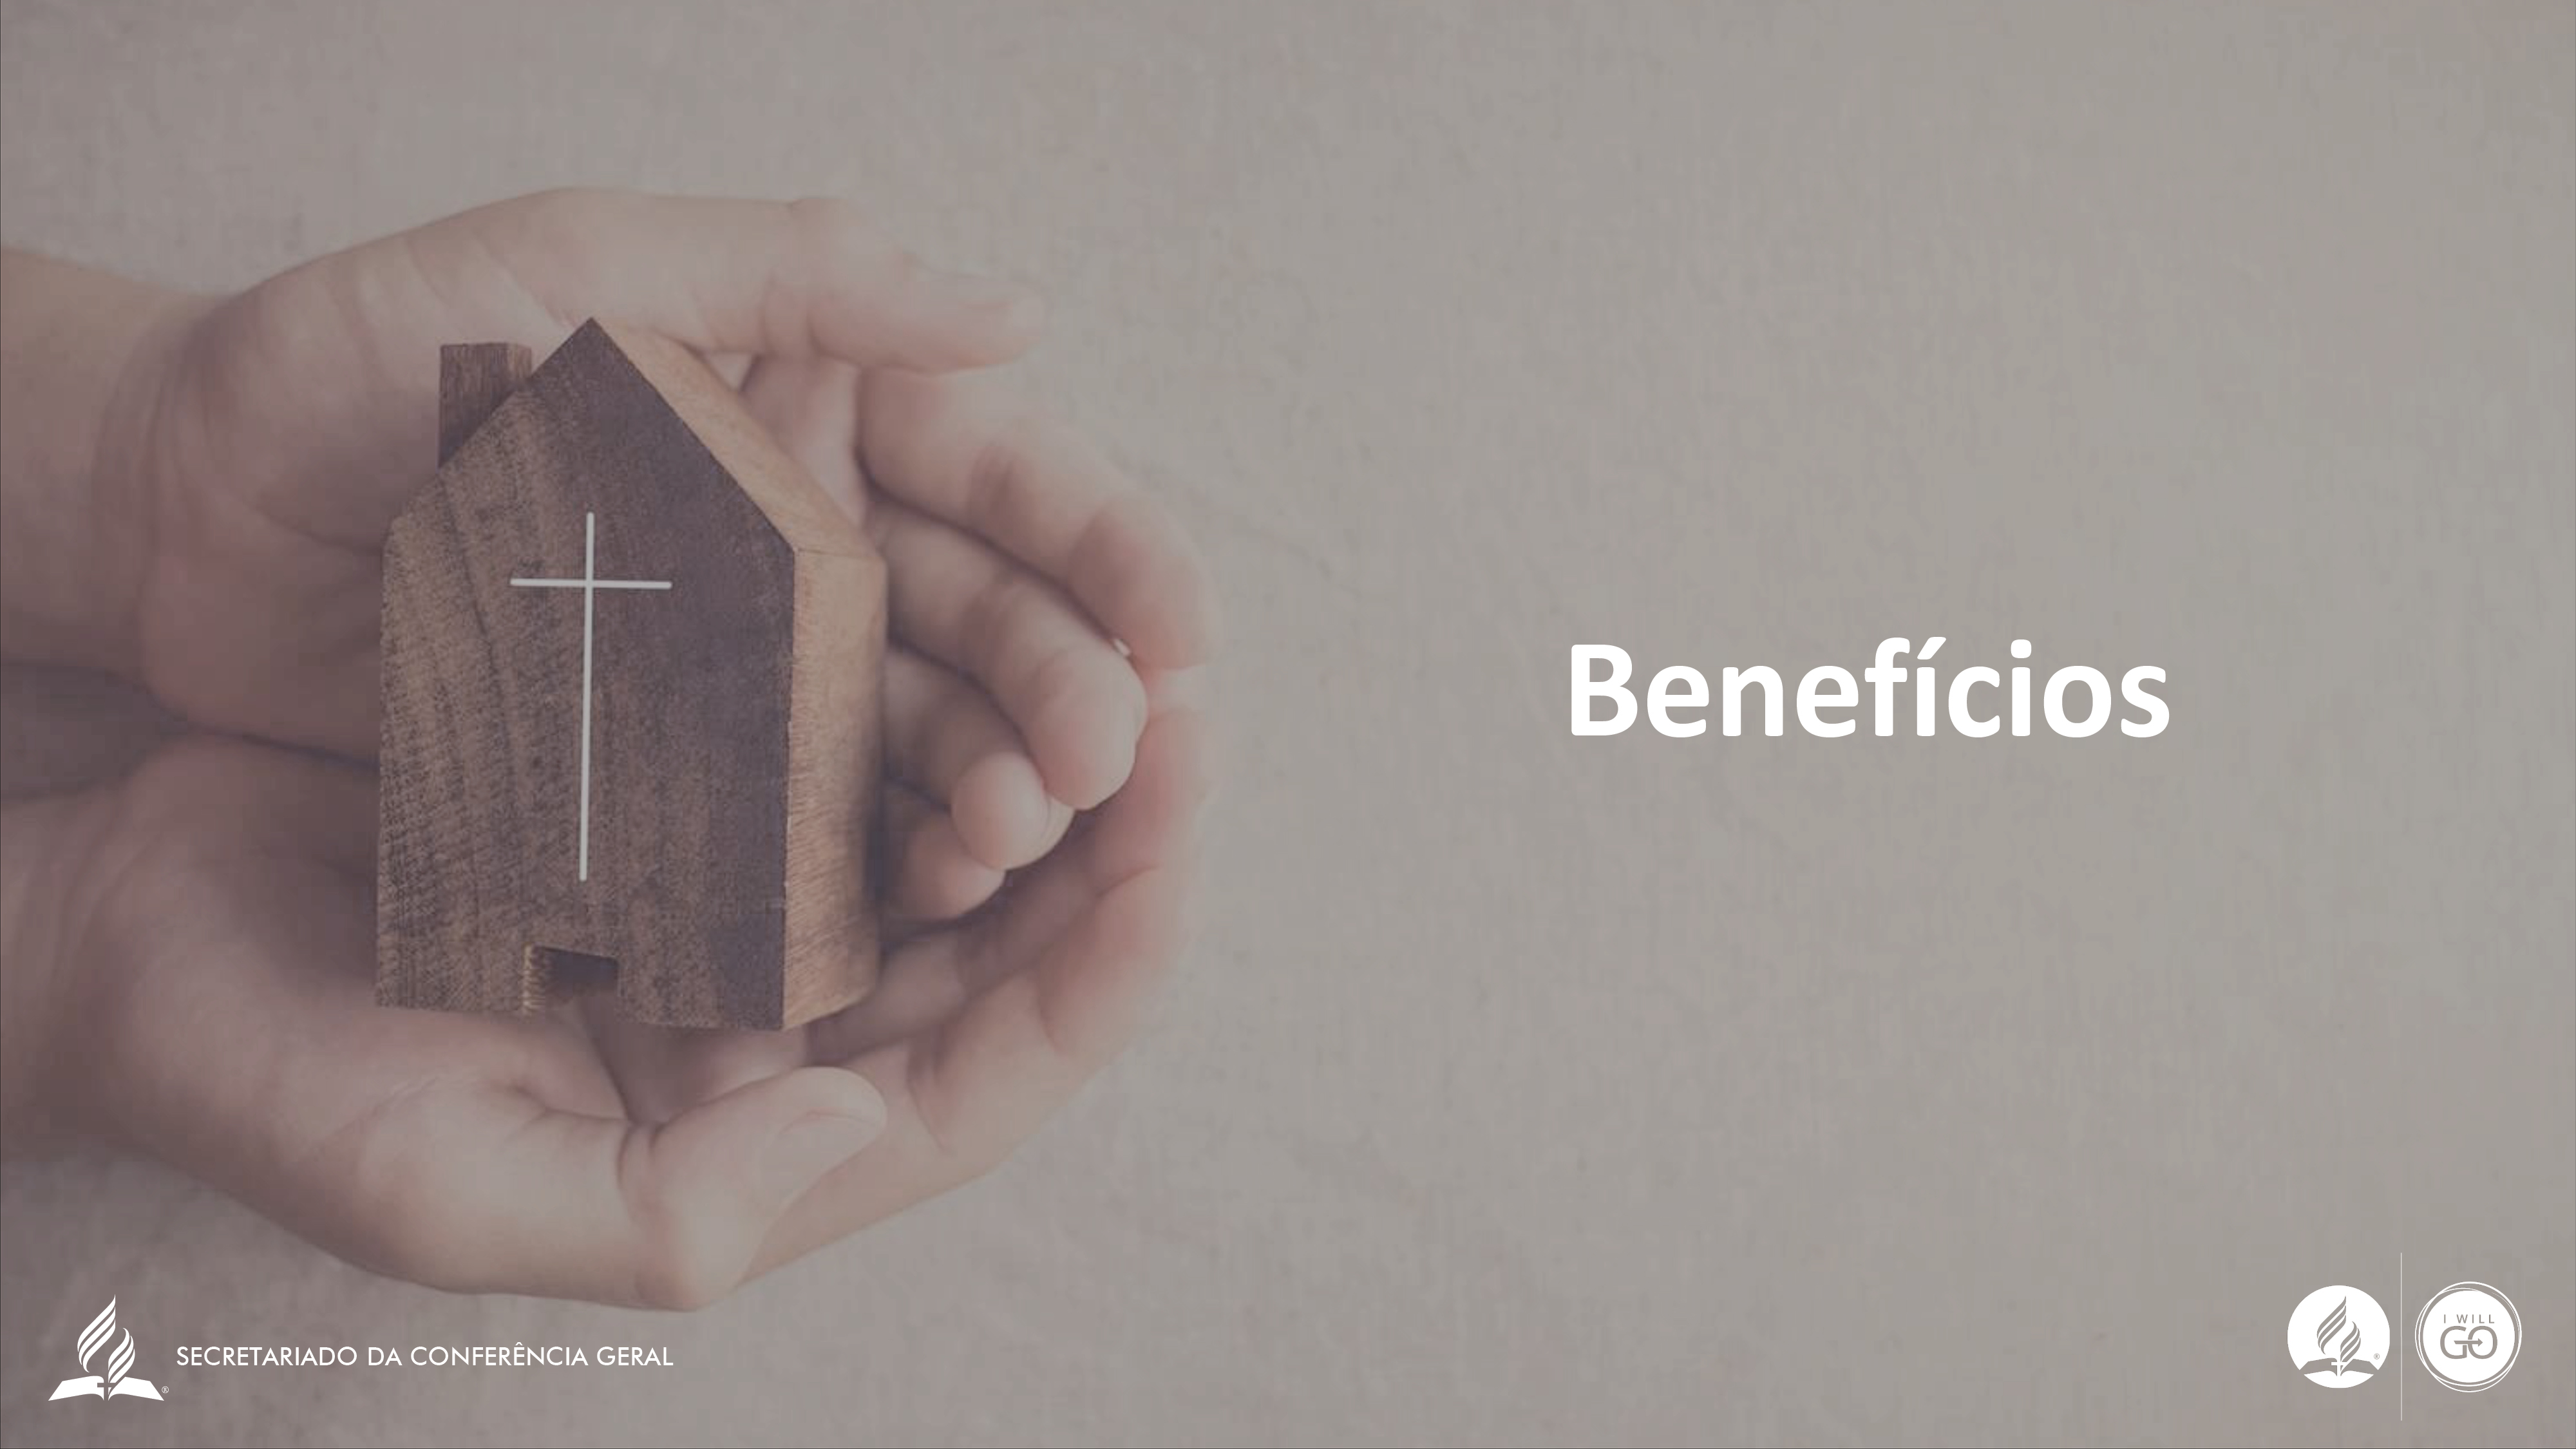 Benefícios
SECRETARIADO DA CONFERÊNCIA GERAL
®
®
I WILL
GO